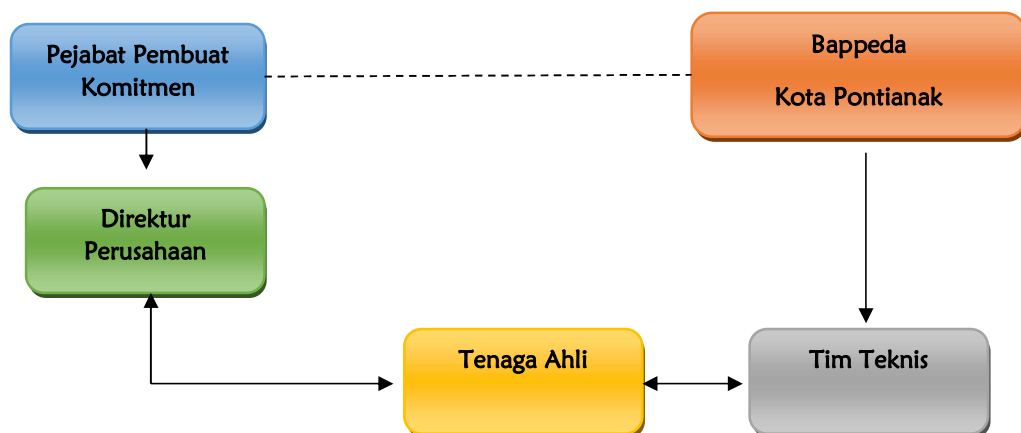 Pejabat Pembuat
Komitmen
Bappeda
Kota Pontianak
Direktur
Perusahaan
Tenaga Ahli
Tim Teknis